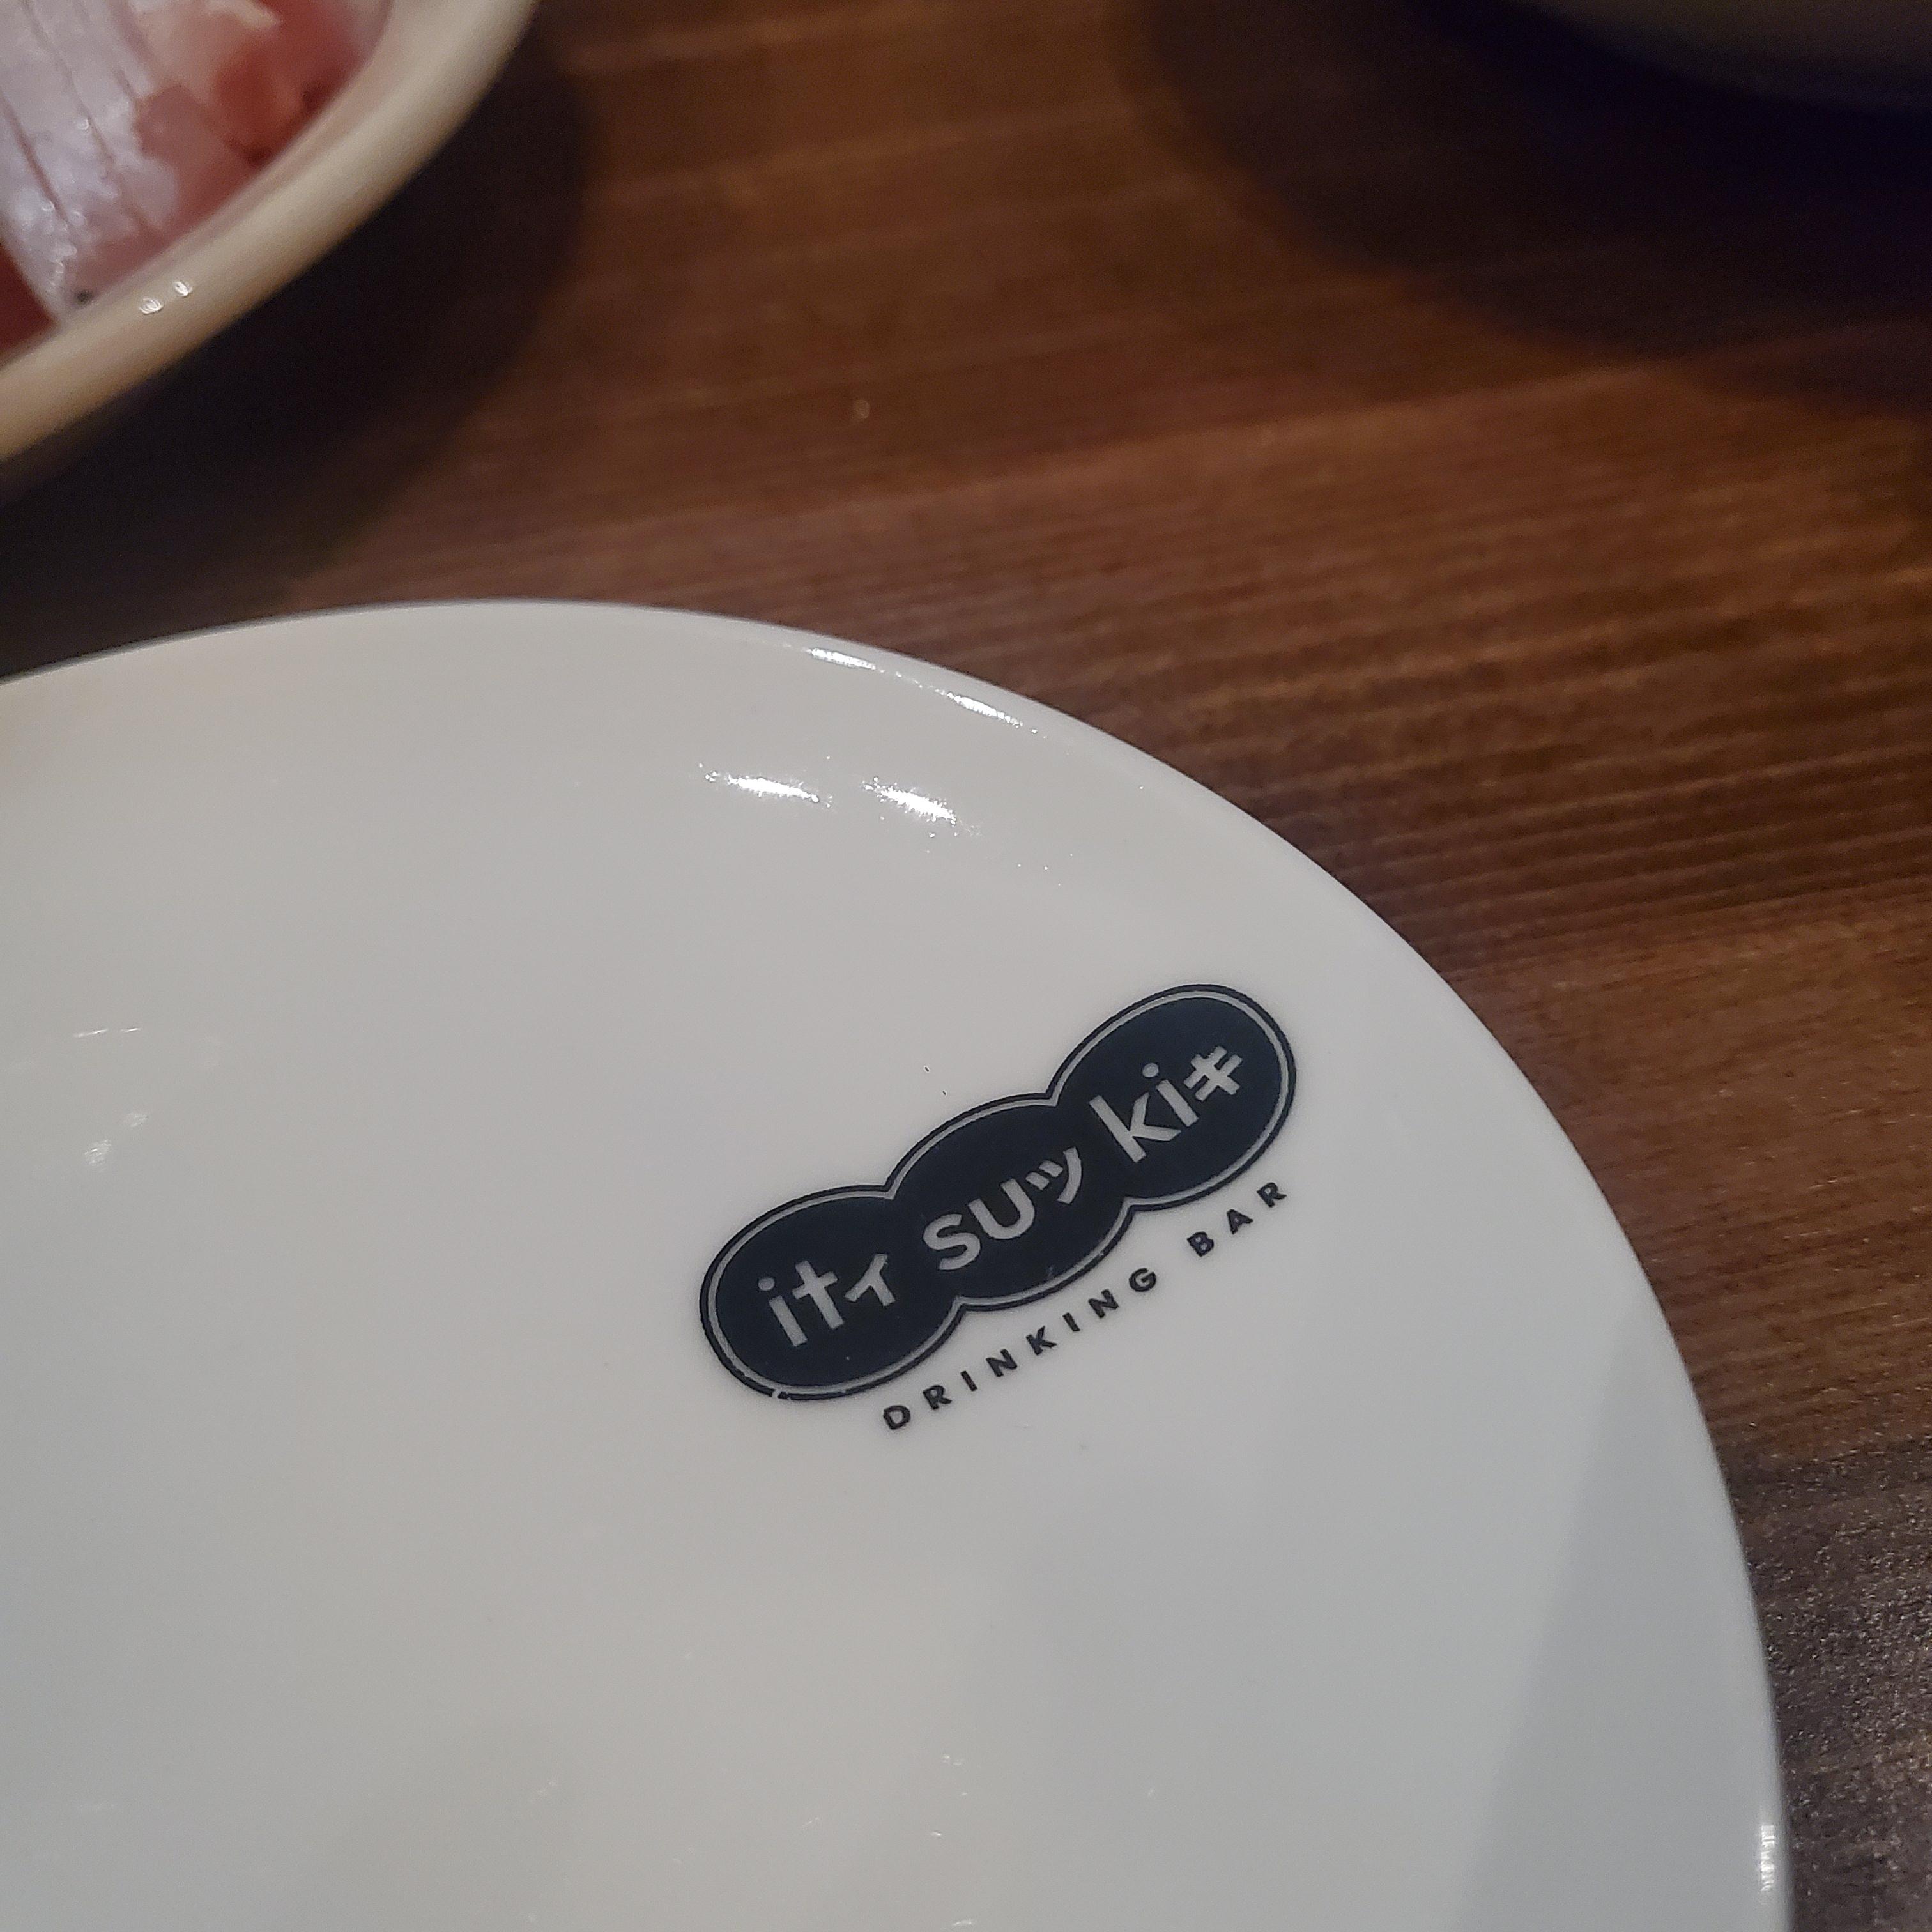 itィ suッ kiキ
DRINKING BAR